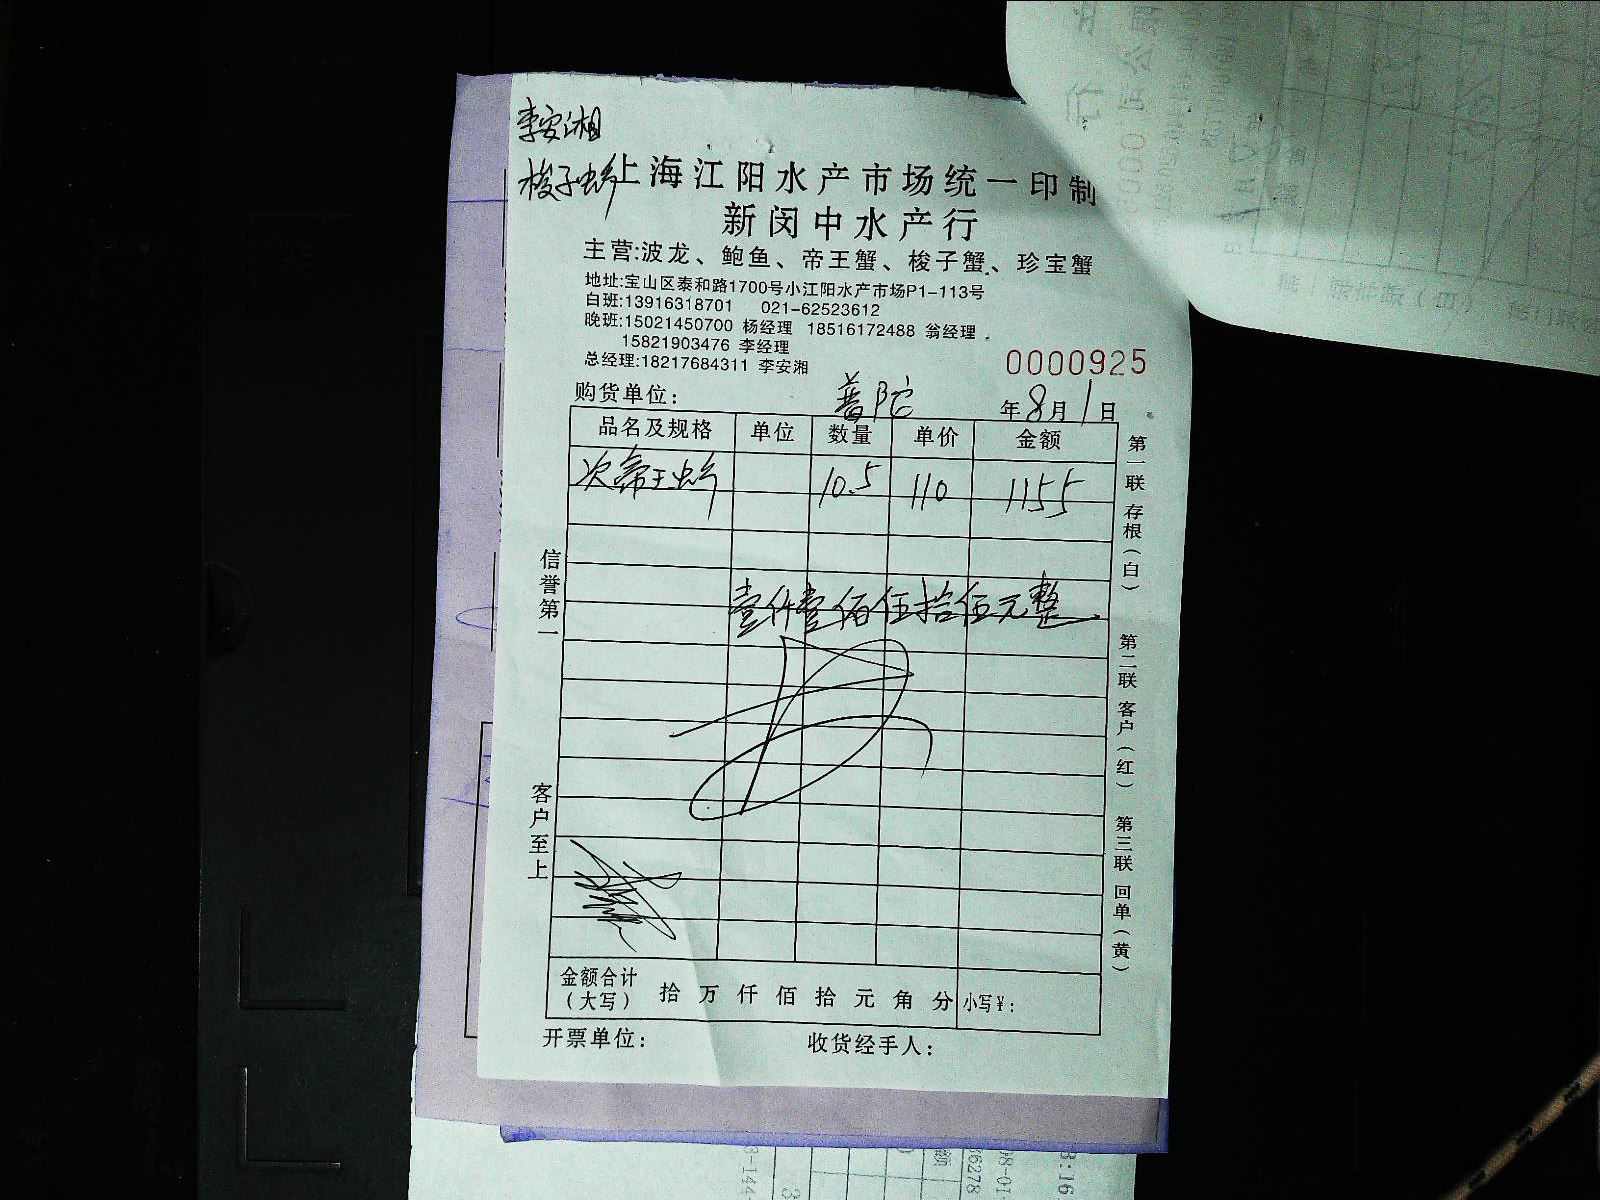 李安湘
梭子虫亇
上海江阳水产市场统一印制
新闵中水产行
主营:波龙、鲍鱼、帝王蟹、梭子蟹、珍宝蟹
地址:宝山区泰和路1700号小江阳水产市场P1-113号
白班:13916318701 021-62523612
晚班:15021450700 杨经理 18516172488 翁经理
15821903476 李经理
总经理:18217684311 李安湘
0000925
购货单位: 普陀 年8月1日
品名及规格 单位 数量 单价 金额
次帝王虫亇 10.5 110 1155
壹仟壹佰伍拾伍元整
信誉第一
客户至上
第一联 存根(白)
第二联 客户(红)
第三联 回单(黄)
金额合计(大写) 拾 万 仟 佰 拾 元 角 分 小写¥:
开票单位: 收货经手人: